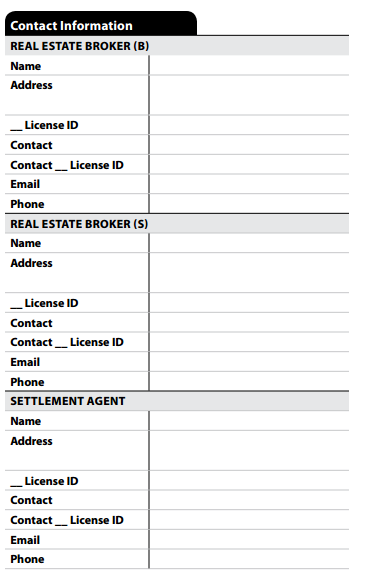 Contact Information
REAL ESTATE BROKER (B)
Name
Address
__ License ID
Contact
Contact __ License ID
Email
Phone
REAL ESTATE BROKER (S)
Name
Address
__ License ID
Contact
Contact __ License ID
Email
Phone
SETTLEMENT AGENT
Name
Address
__ License ID
Contact
Contact __ License ID
Email
Phone